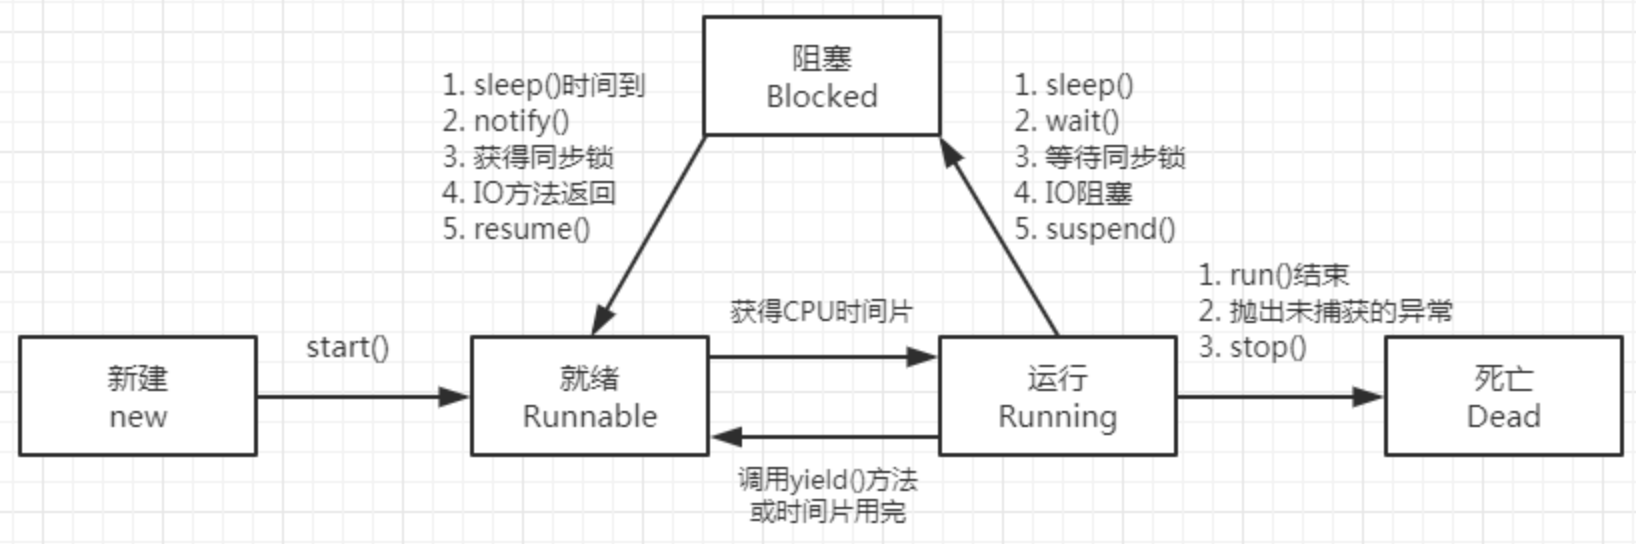 阻塞
Blocked
1. sleep()时间到
2. notify()
3. 获得同步锁
4. IO方法返回
5. resume()
1. sleep()
2. wait()
3. 等待同步锁
4. IO阻塞
5. suspend()
1. run()结束
2. 抛出未捕获的异常
3. stop()
获得CPU时间片
start()
新建
new
就绪
Runnable
运行
Running
死亡
Dead
调用yield()方法
或时间片用完